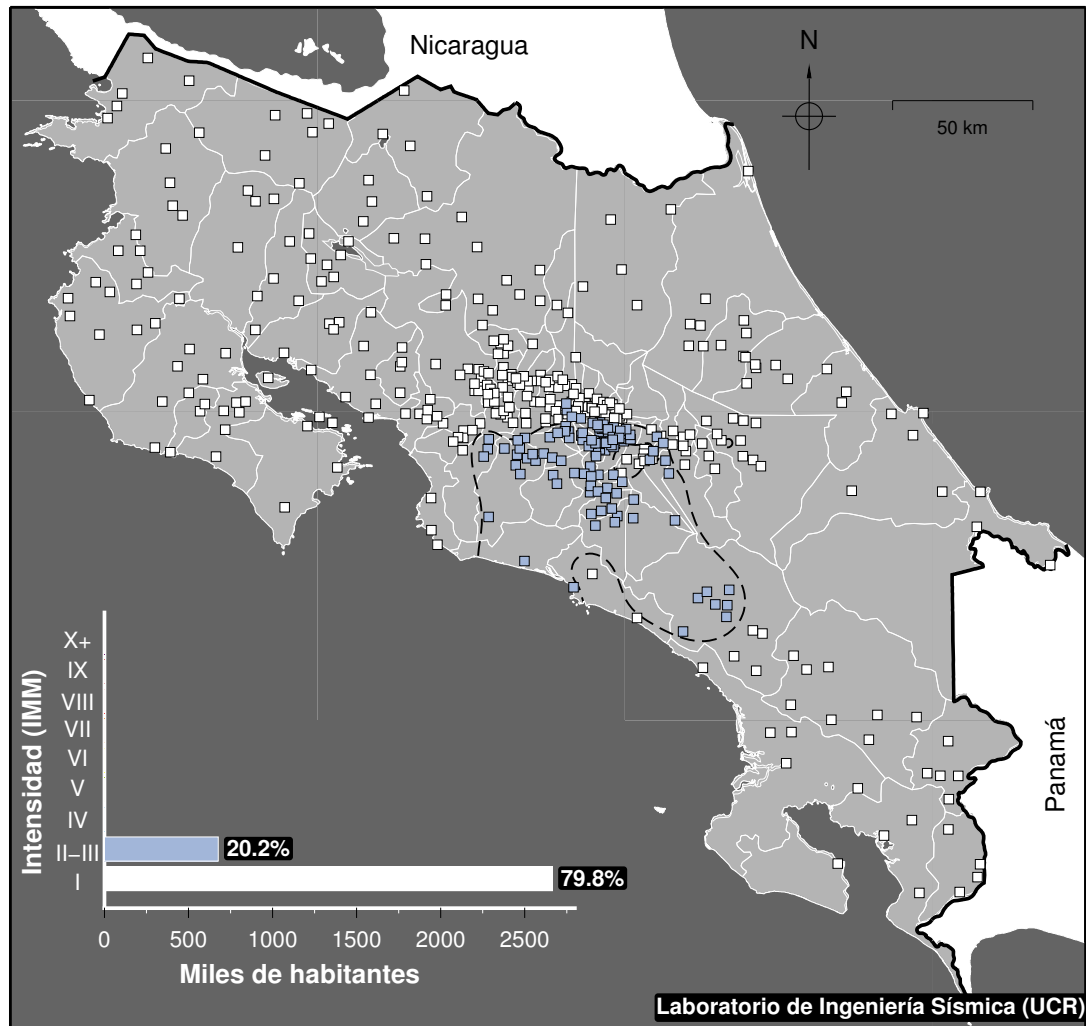 Nicaragua
N
50 km
Panamá
Intensidad (IMM)
X+
IX
VIII
VII
VI
V
IV
II–III
I
20.2%
79.8%
0
500
1000
1500
2000
2500
Miles de habitantes
Laboratorio de Ingeniería Sísmica (UCR)